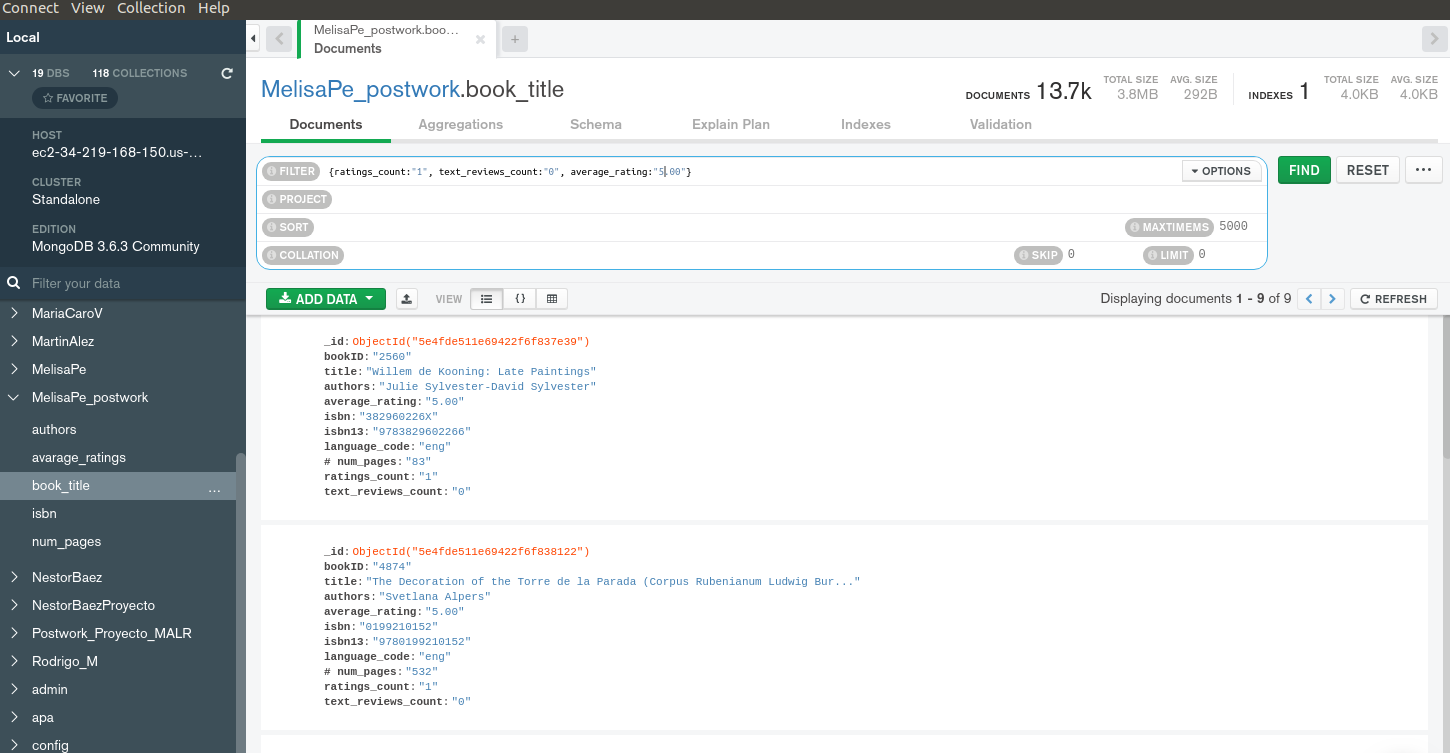 Connect View Collection Help
Local
19 DBS 118 COLLECTIONS
FAVORITE
HOST
ec2-34-219-168-150.us-...
CLUSTER
Standalone
EDITION
MongoDB 3.6.3 Community
Filter your data
MariaCaroV
MartinAlez
MelisaPe
MelisaPe_postwork
authors
avarage_ratings
book_title ...
isbn
num_pages
NestorBaez
NestorBaezProyecto
Postwork_Proyecto_MALR
Rodrigo_M
admin
apa
config
MelisaPe_postwork.boo...
Documents
MelisaPe_postwork.book_title
DOCUMENTS 13.7k TOTAL SIZE 3.8MB AVG. SIZE 292B INDEXES 1 TOTAL SIZE 4.0KB AVG. SIZE 4.0KB
Documents Aggregations Schema Explain Plan Indexes Validation
FILTER {ratings_count:"1", text_reviews_count:"0", average_rating:"5.00"} OPTIONS FIND RESET ...
PROJECT
SORT MAXTIMEMS 5000
COLLATION SKIP 0 LIMIT 0
ADD DATA VIEW {} Displaying documents 1 - 9 of 9 < > REFRESH
_id: ObjectId("5e4fde511e69422f6f837e39")
bookID: "2560"
title: "Willem de Kooning: Late Paintings"
authors: "Julie Sylvester-David Sylvester"
average_rating: "5.00"
isbn: "382960226X"
isbn13: "9783829602266"
language_code: "eng"
# num_pages: "83"
ratings_count: "1"
text_reviews_count: "0"
_id: ObjectId("5e4fde511e69422f6f838122")
bookID: "4874"
title: "The Decoration of the Torre de la Parada (Corpus Rubenianum Ludwig Bur..."
authors: "Svetlana Alpers"
average_rating: "5.00"
isbn: "0199210152"
isbn13: "9780199210152"
language_code: "eng"
# num_pages: "532"
ratings_count: "1"
text_reviews_count: "0"